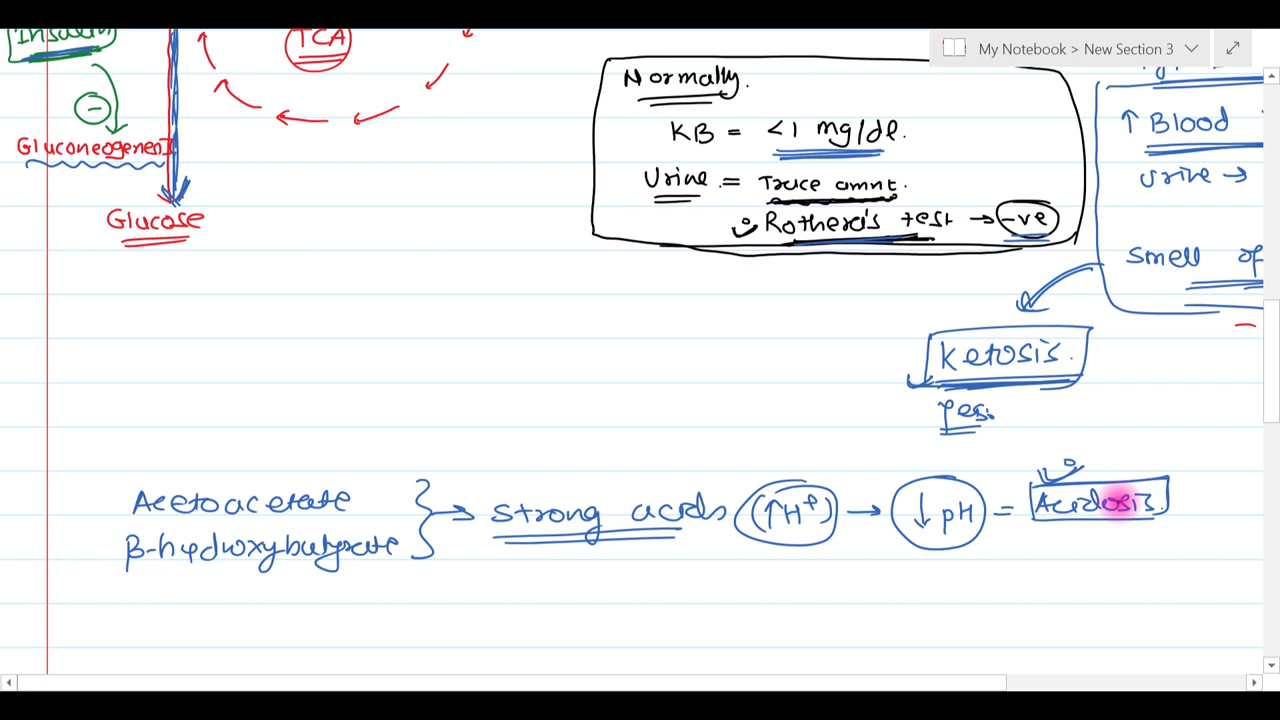 My Notebook > New Section 3
Insulin
TCA
Gluconeogenesi
Glucose
Normally.
KB = <1 mg/dl.
Urine = Trace amnt.
Rothera's test → -ve
↑ Blood
Urine →
Smell of
Ketosis.
Acetoacetate
β-hydroxybutyrate
→ strong acids (↑H+) → ↓ pH = Acidosis.